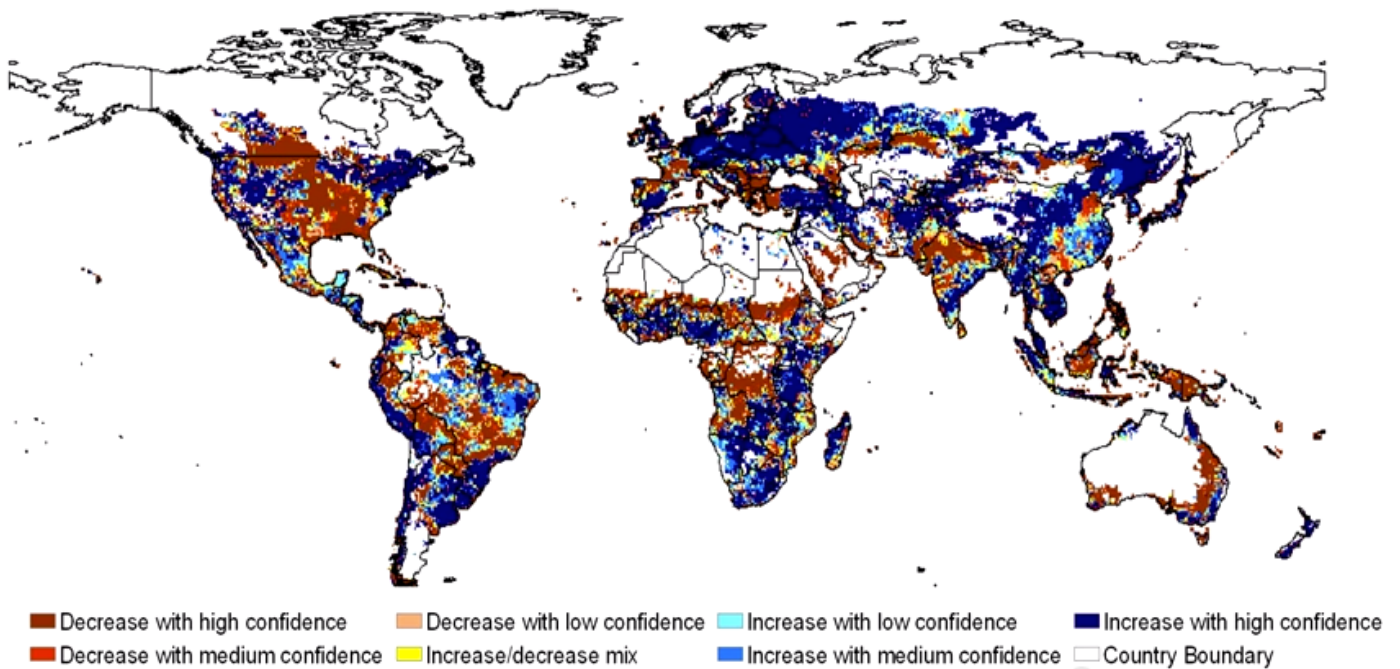 Decrease with high confidence Decrease with low confidence Increase with low confidence Increase with high confidence
Decrease with medium confidence Increase/decrease mix Increase with medium confidence Country Boundary